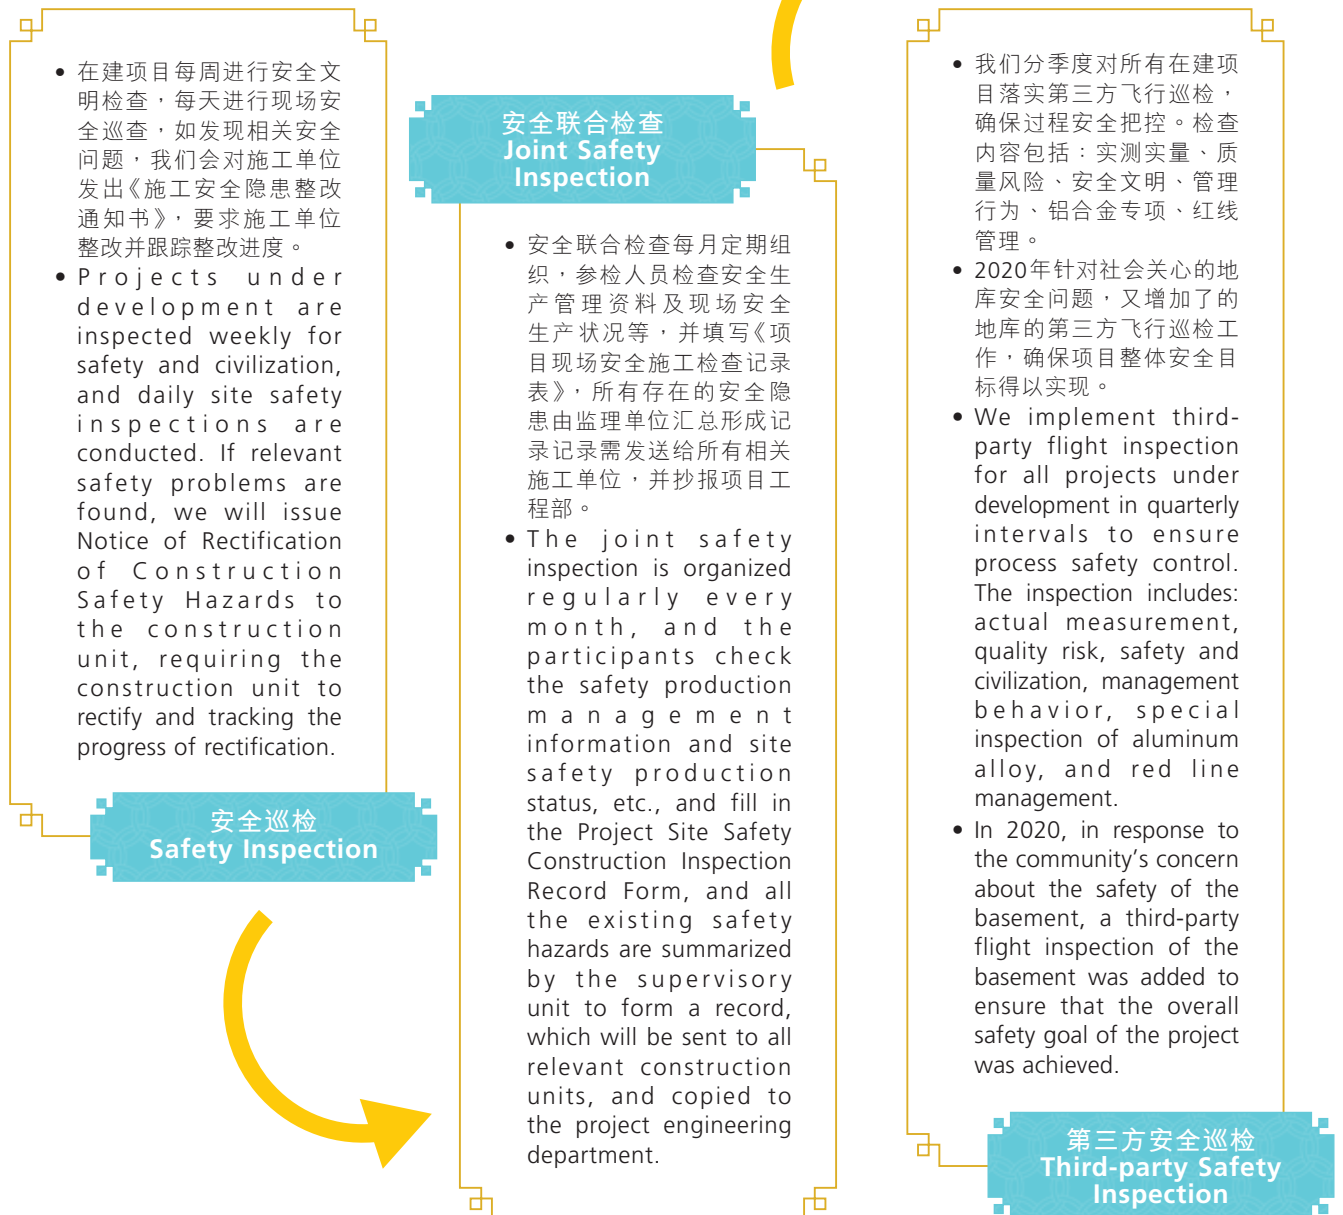 在建项目每周进行安全文
明检查，每天进行现场安
全巡查，如发现相关安全
问题，我们会对施工单位
发出《施工安全隐患整改
通知书》，要求施工单位
整改并跟踪整改进度。
Projects under
development are
inspected weekly for
safety and civilization,
and daily site safety
inspections are
conducted. If relevant
safety problems are
found, we will issue
Notice of Rectification
of Construction
Safety Hazards to
the construction
unit, requiring the
construction unit to
rectify and tracking the
progress of rectification.
安全巡检
Safety Inspection
安全联合检查
Joint Safety
Inspection
安全联合检查每月定期组
织，参检人员检查安全生
产管理资料及现场安全
生产状况等，并填写《项
目现场安全施工检查记录
表》，所有存在的安全隐
患由监理单位汇总形成记
录记录需发送给所有相关
施工单位，并抄报项目工
程部。
The joint safety
inspection is organized
regularly every
month, and the
participants check
the safety production
management
information and site
safety production
status, etc., and fill in
the Project Site Safety
Construction Inspection
Record Form, and all
the existing safety
hazards are summarized
by the supervisory
unit to form a record,
which will be sent to all
relevant construction
units, and copied to
the project engineering
department.
我们分季度对所有在建项
目落实第三方飞行巡检，
确保过程安全把控。检查
内容包括：实测实量、质
量风险、安全文明、管理
行为、铝合金专项、红线
管理。
2020年针对社会关心的地
库安全问题，又增加了的
地库的第三方飞行巡检工
作，确保项目整体安全目
标得以实现。
We implement third-
party flight inspection
for all projects under
development in quarterly
intervals to ensure
process safety control.
The inspection includes:
actual measurement,
quality risk, safety and
civilization, management
behavior, special
inspection of aluminum
alloy, and red line
management.
In 2020, in response to
the community’s concern
about the safety of the
basement, a third-party
flight inspection of the
basement was added to
ensure that the overall
safety goal of the project
was achieved.
第三方安全巡检
Third-party Safety
Inspection